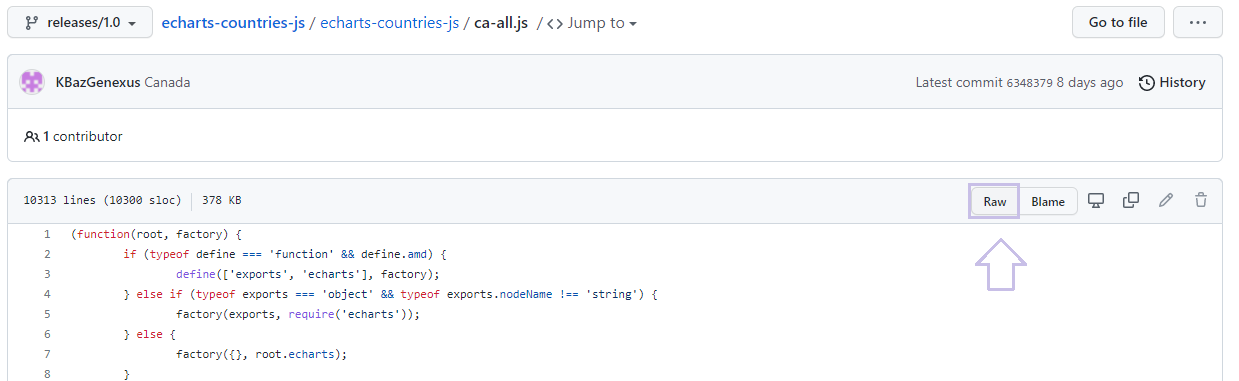 releases/1.0 echarts-countries-js / echarts-countries-js / ca-all.js / <> Jump to Go to file ...
KBazGenexus Canada Latest commit 6348379 8 days ago History
1 contributor
10313 lines (10300 sloc) 378 KB Raw Blame
1 (function(root, factory) {
2 if (typeof define === 'function' && define.amd) {
3 define(['exports', 'echarts'], factory);
4 } else if (typeof exports === 'object' && typeof exports.nodeName !== 'string') {
5 factory(exports, require('echarts'));
6 } else {
7 factory({}, root.echarts);
8 }